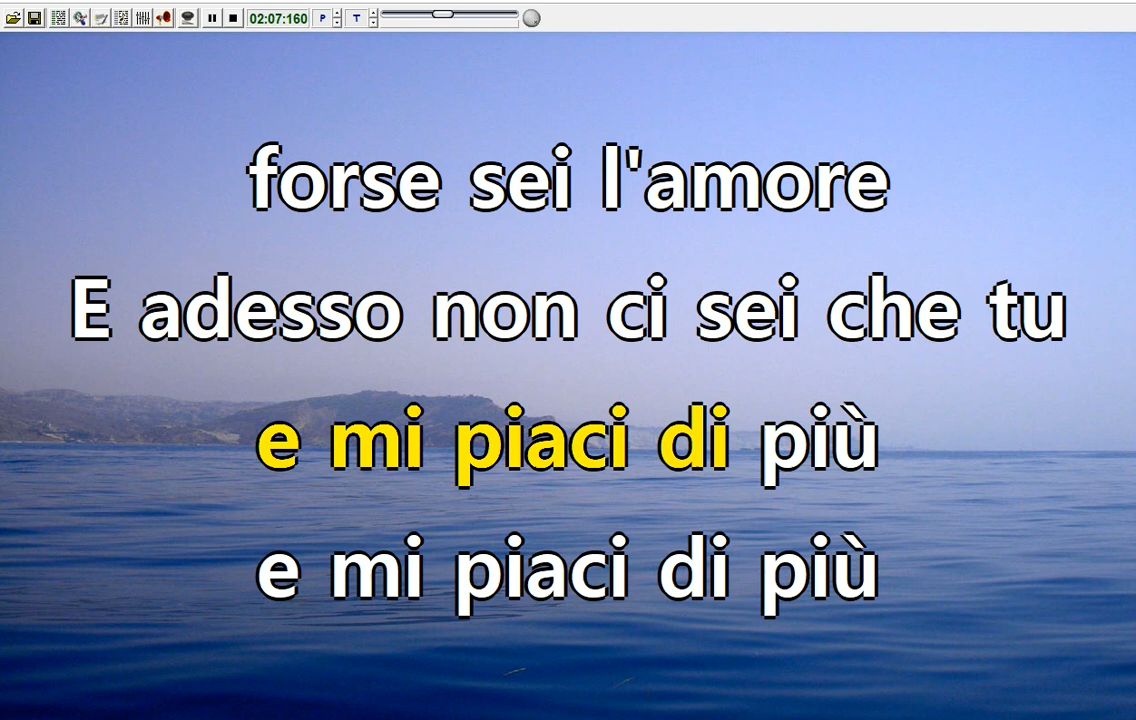 02:07:160 P T
forse sei l'amore
E adesso non ci sei che tu
e mi piaci di più
e mi piaci di più